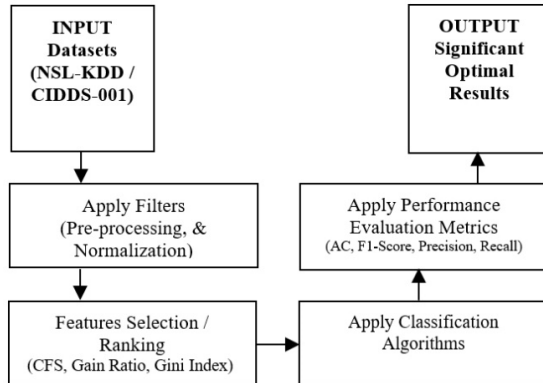 INPUT
Datasets
(NSL-KDD /
CIDDS-001)
Apply Filters
(Pre-processing, &
Normalization)
Features Selection /
Ranking
(CFS, Gain Ratio, Gini Index)
Apply Classification
Algorithms
Apply Performance
Evaluation Metrics
(AC, F1-Score, Precision, Recall)
OUTPUT
Significant
Optimal
Results